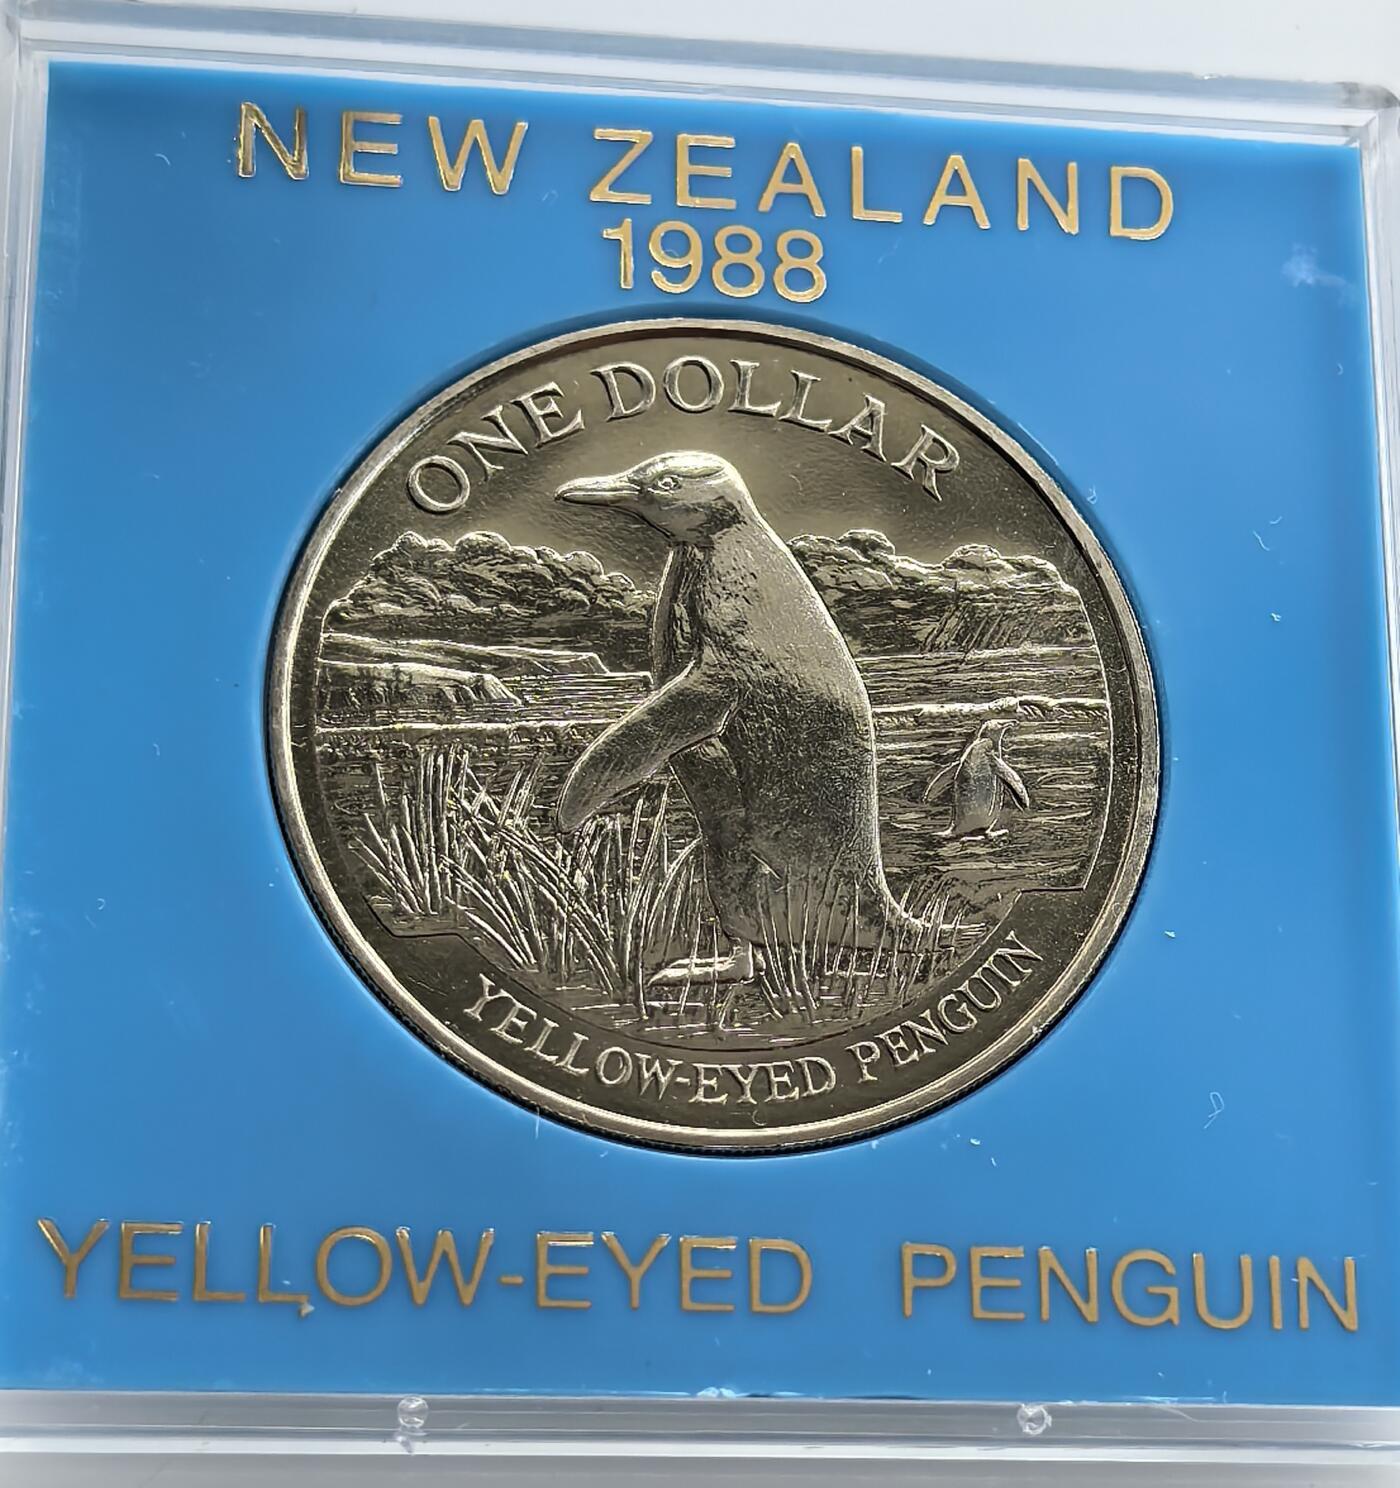 NEW ZEALAND
1988
ONE DOLLAR
YELLOW-EYED PENGUIN
YELLOW-EYED PENGUIN